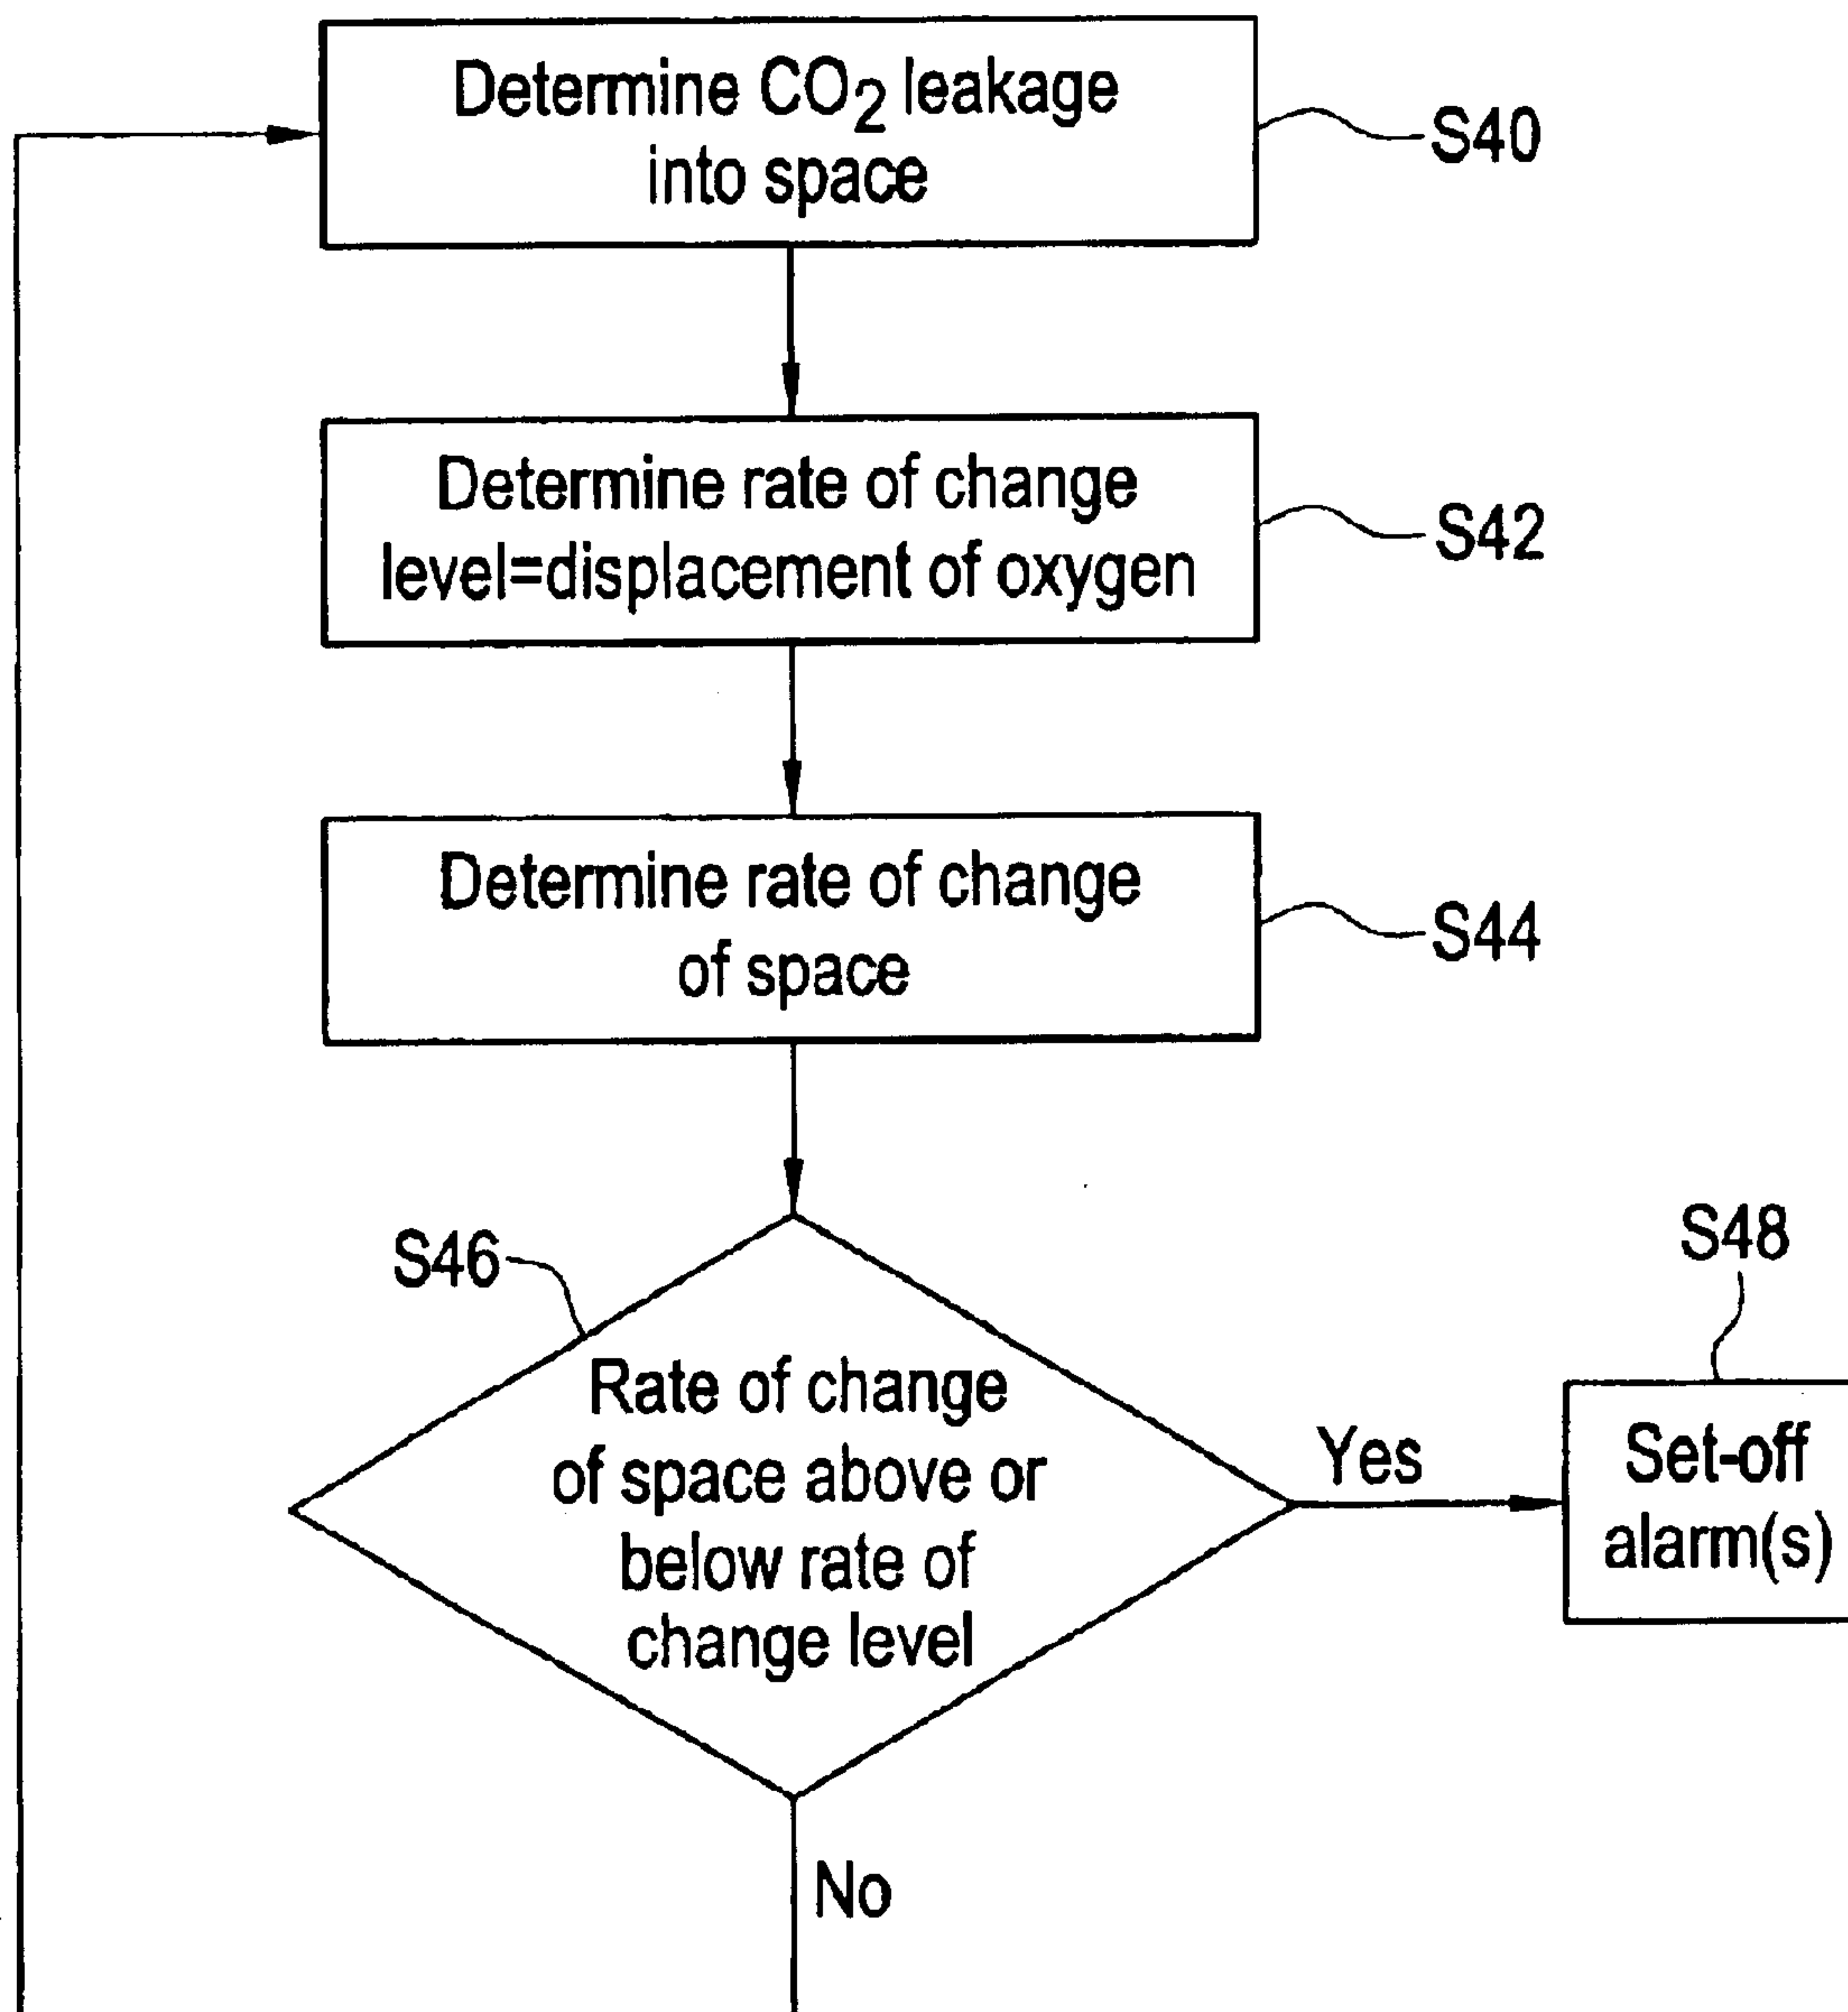 Determine CO2 leakage
into space
S40
Determine rate of change
level=displacement of oxygen
S42
Determine rate of change
of space
S44
S46
Rate of change
of space above or
below rate of
change level
Yes
S48
Set-off
alarm(s)
No